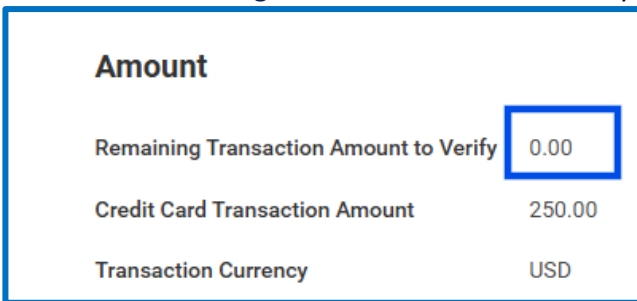 Amount
Remaining Transaction Amount to Verify 0.00
Credit Card Transaction Amount 250.00
Transaction Currency USD